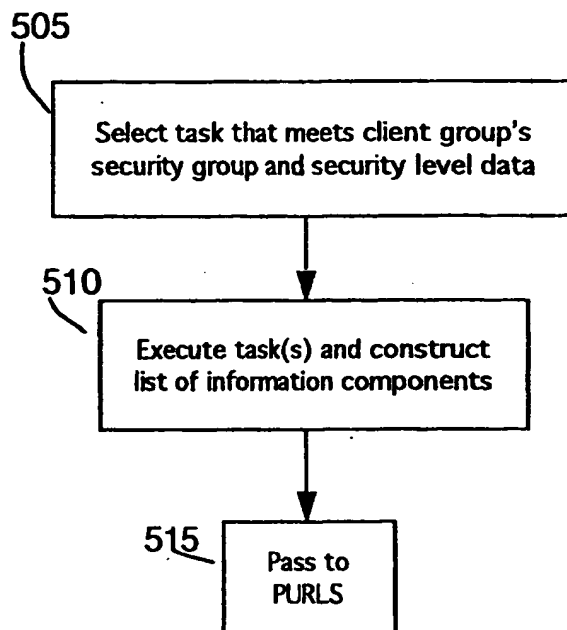 505
Select task that meets client group's
security group and security level data
510
Execute task(s) and construct
list of information components
515
Pass to
PURLS